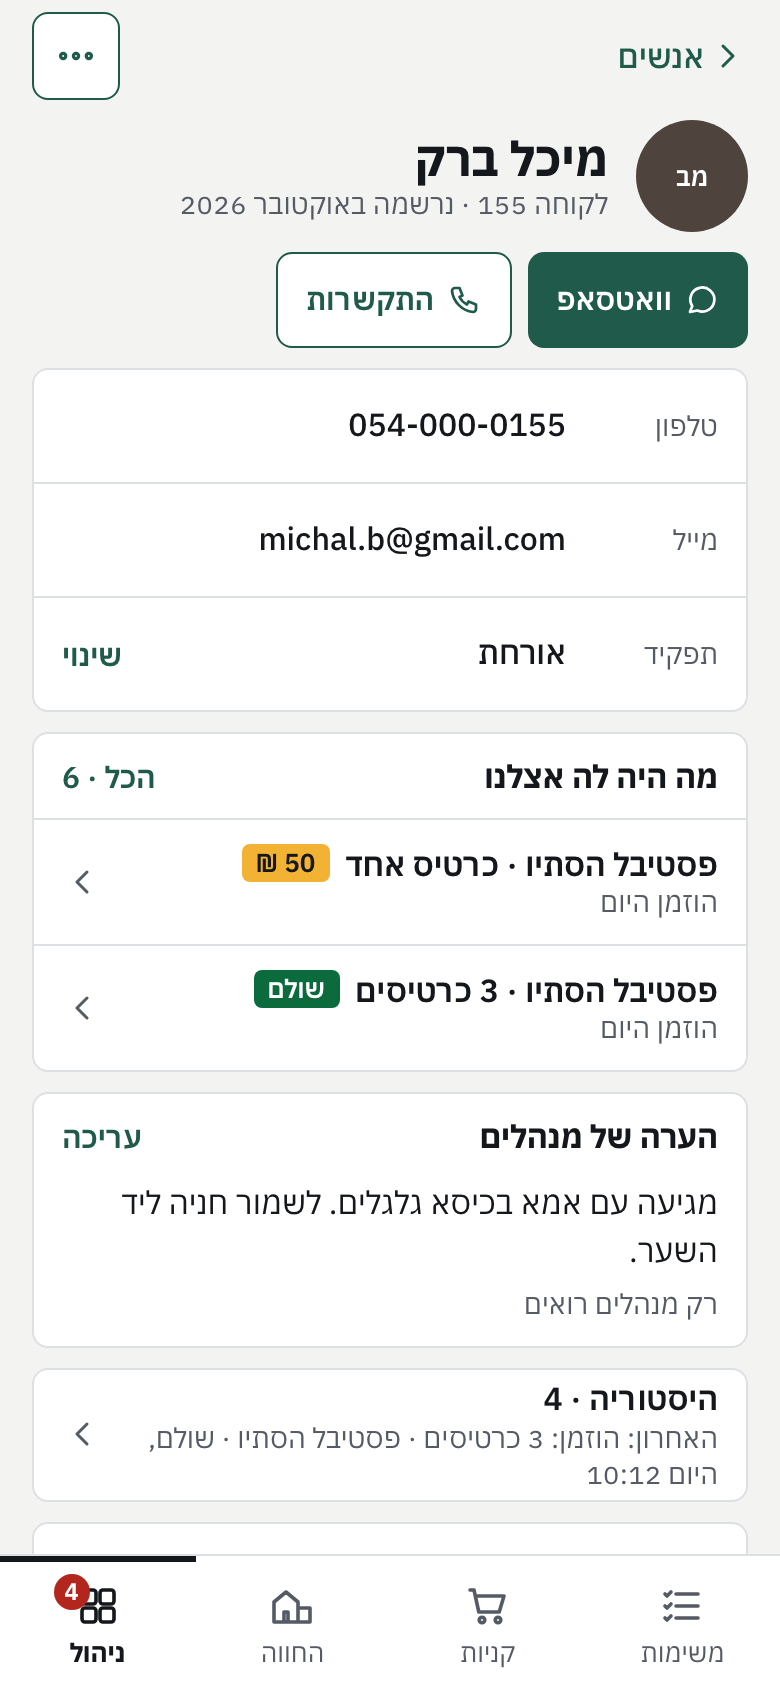 אנשים
מב
מיכל ברק
לקוחה 155 · נרשמה באוקטובר 2026
וואטסאפ
התקשרות
טלפון
054-000-0155
מייל
michal.b@gmail.com
תפקיד
אורחת
שינוי
מה היה לה אצלנו
הכל · 6
פסטיבל הסתיו · כרטיס אחד
50 ₪
הוזמן היום
פסטיבל הסתיו · 3 כרטיסים
שולם
הוזמן היום
הערה של מנהלים
עריכה
מגיעה עם אמא בכיסא גלגלים. לשמור חניה ליד
השער.
רק מנהלים רואים
היסטוריה · 4
האחרון: הוזמן: 3 כרטיסים · פסטיבל הסתיו · שולם,
היום 10:12
משימות
קניות
החווה
4
ניהול